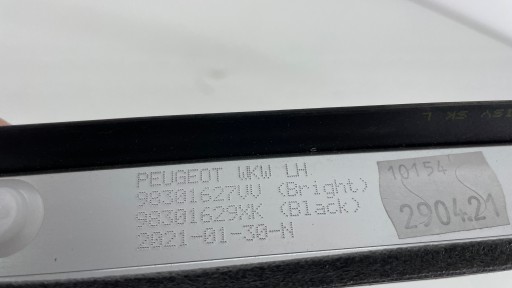 PEUGEOT WKW LH
98301627VV (Bright)
98301629XK (Black)
2021-01-30-N
10154
290421